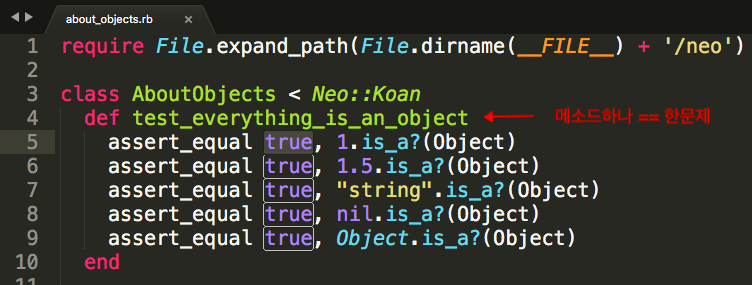 about_objects.rb ×
1 require File.expand_path(File.dirname(__FILE__) + '/neo')
2
3 class AboutObjects < Neo::Koan
4 def test_everything_is_an_object 메소드하나 == 한문제
5 assert_equal true, 1.is_a?(Object)
6 assert_equal true, 1.5.is_a?(Object)
7 assert_equal true, "string".is_a?(Object)
8 assert_equal true, nil.is_a?(Object)
9 assert_equal true, Object.is_a?(Object)
10 end
11